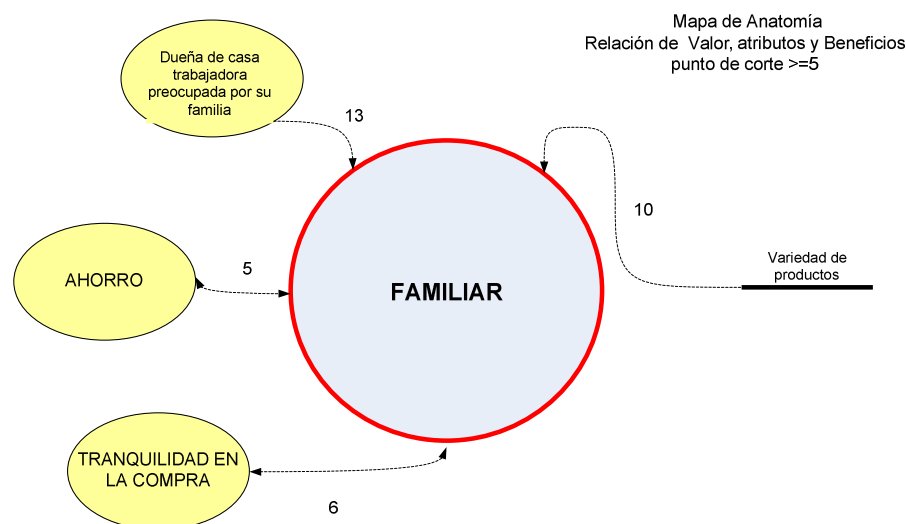 Mapa de Anatomía
Relación de Valor, atributos y Beneficios
punto de corte >=5
Dueña de casa
trabajadora
preocupada por su
familia
13
10
AHORRO
5
FAMILIAR
Variedad de
productos
TRANQUILIDAD EN
LA COMPRA
6